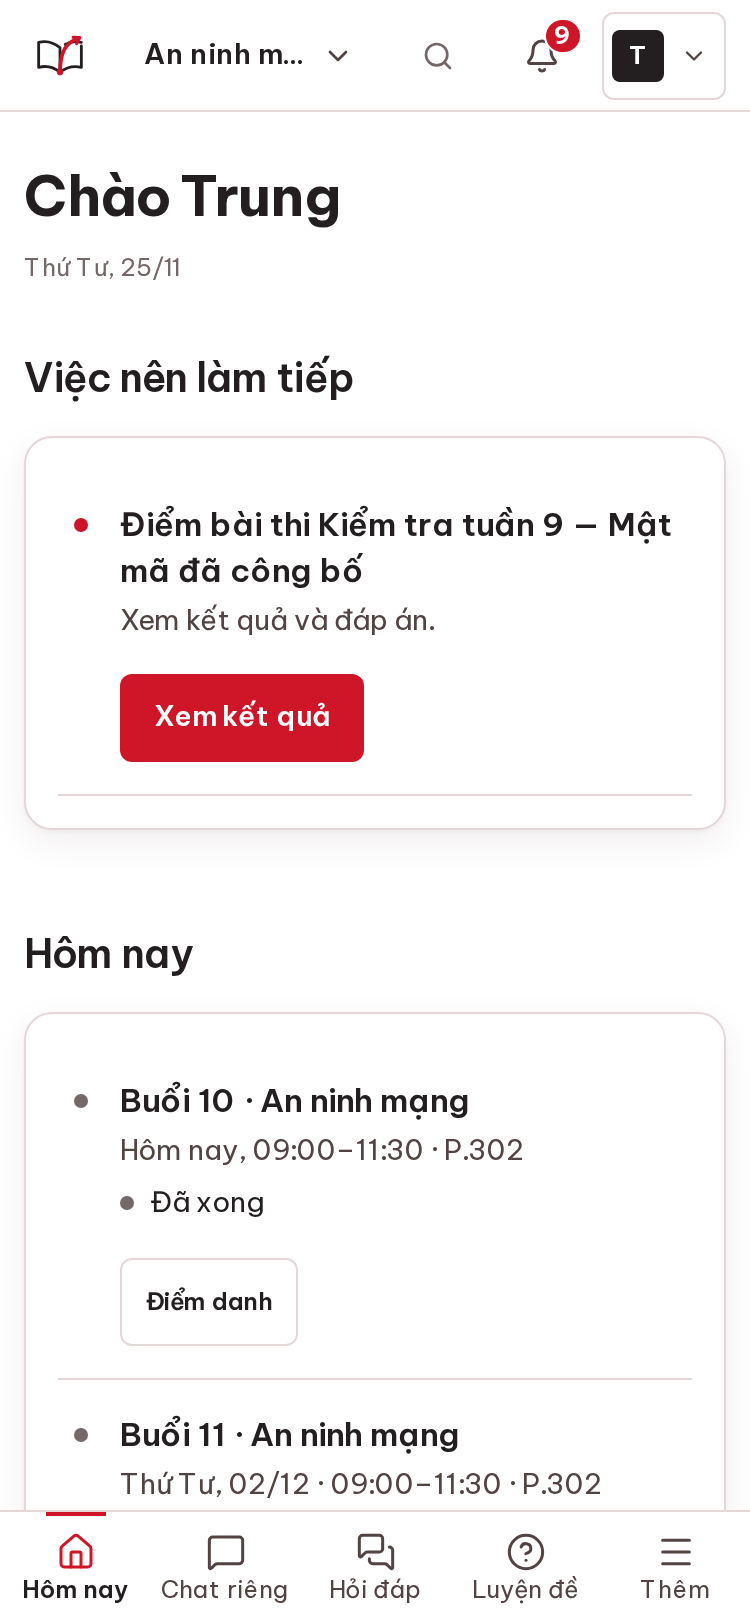 An ninh m...
9
T
Chào Trung
Thứ Tư, 25/11
Việc nên làm tiếp
Điểm bài thi Kiểm tra tuần 9 — Mật
mã đã công bố
Xem kết quả và đáp án.
Xem kết quả
Hôm nay
Buổi 10 · An ninh mạng
Hôm nay, 09:00–11:30 · P.302
Đã xong
Điểm danh
Buổi 11 · An ninh mạng
Thứ Tư, 02/12 · 09:00–11:30 · P.302
Hôm nay
Chat riêng
Hỏi đáp
Luyện đề
Thêm